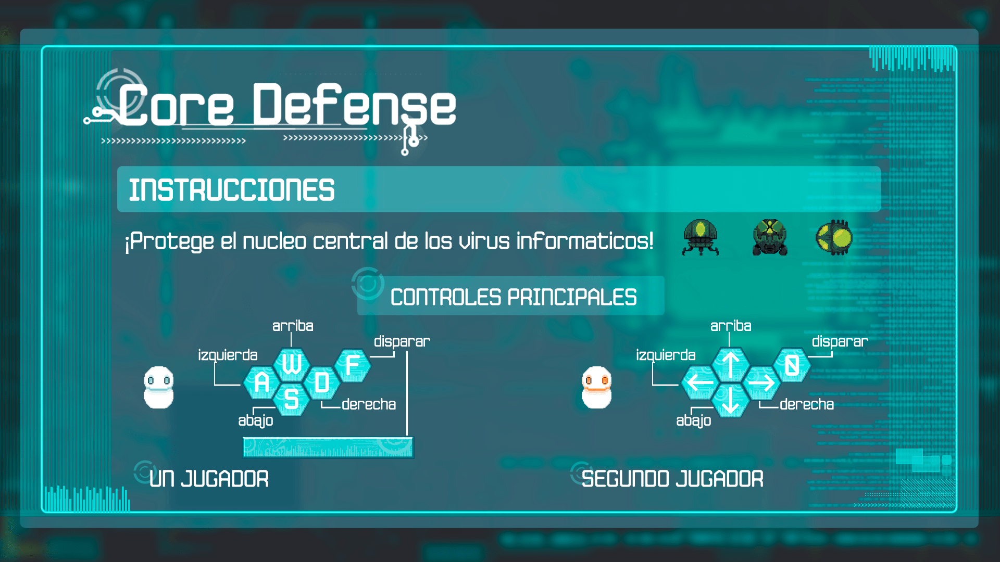 Core Defense
>>>>>>>>>>>>>>>>>>>>>>>>>>>>> >>>>>>>>>>>>>>>>>>>>>>>>>>>>>
INSTRUCCIONES
¡Protege el nucleo central de los virus informaticos!
CONTROLES PRINCIPALES
arriba
disparar
izquierda
W
F
A
D
S
derecha
abajo
UN JUGADOR
arriba
disparar
izquierda
↑
0
←
→
↓
derecha
abajo
SEGUNDO JUGADOR